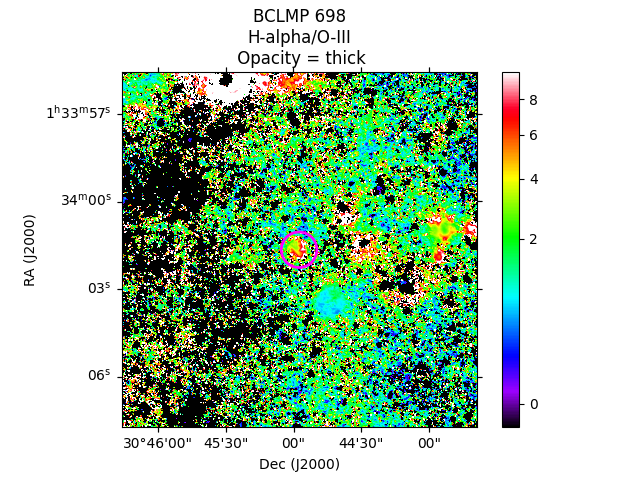 BCLMP 698
H-alpha/O-III
Opacity = thick
1ʰ33ᵐ57ˢ
34ᵐ00ˢ
03ˢ
06ˢ
RA (J2000)
30°46'00" 45'30" 00" 44'30" 00"
Dec (J2000)
8
6
4
2
0